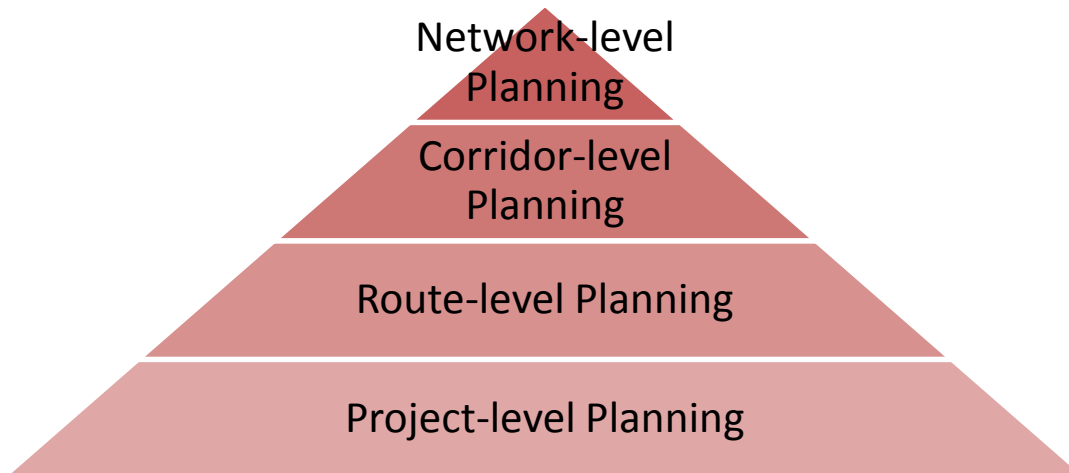 Network-level
Planning
Corridor-level
Planning
Route-level Planning
Project-level Planning